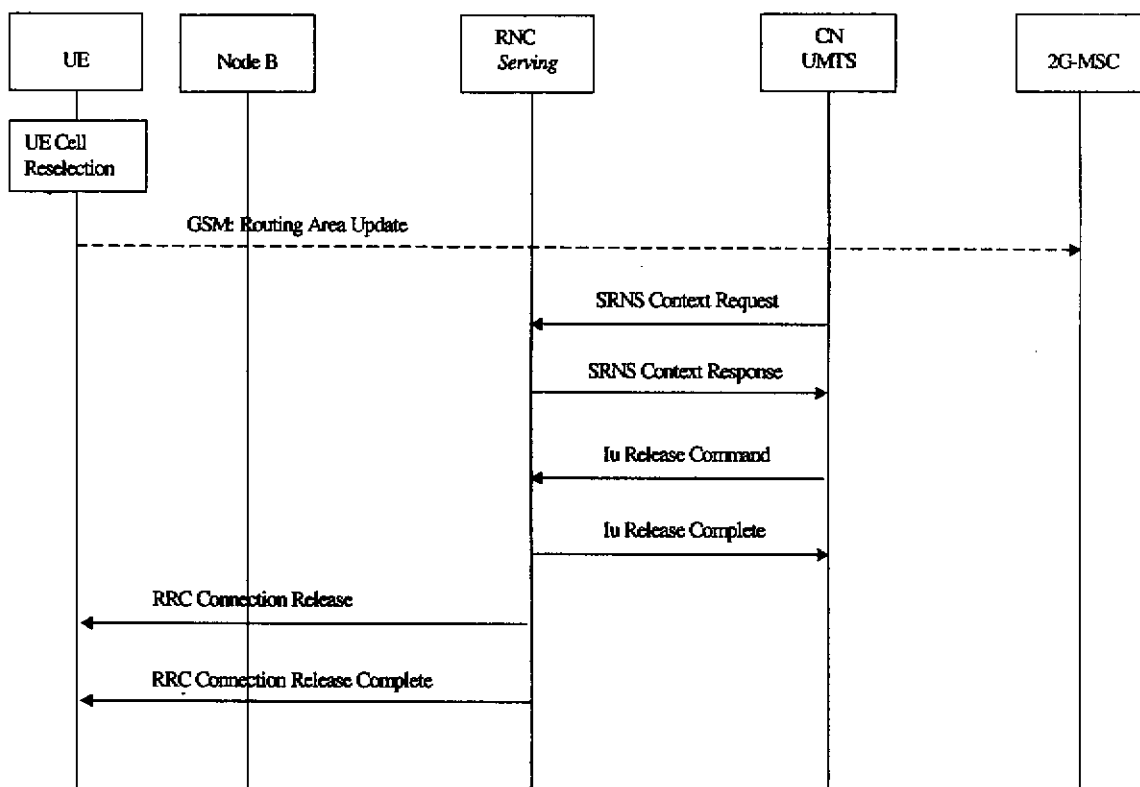 UE
Node B
RNC
Serving
CN
UMTS
2G-MSC
UE Cell
Reselection
GSM: Routing Area Update
SRNS Context Request
SRNS Context Response
Iu Release Command
Iu Release Complete
RRC Connection Release
RRC Connection Release Complete